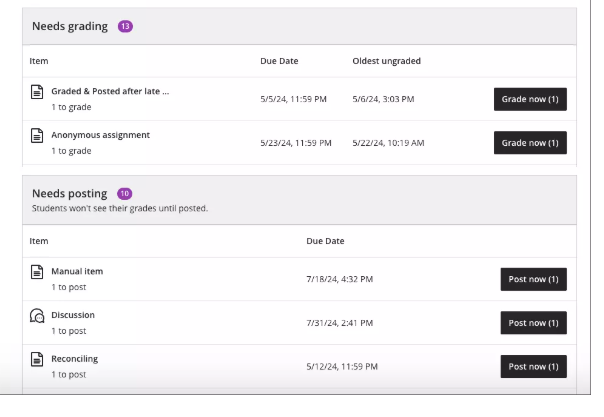 Needs grading 13
Item Due Date Oldest ungraded
Graded & Posted after late ...
1 to grade
5/5/24, 11:59 PM 5/6/24, 3:03 PM Grade now (1)
Anonymous assignment
1 to grade
5/23/24, 11:59 PM 5/22/24, 10:19 AM Grade now (1)
Needs posting 10
Students won't see their grades until posted.
Item Due Date
Manual item
1 to post
7/18/24, 4:32 PM Post now (1)
Discussion
1 to post
7/31/24, 2:41 PM Post now (1)
Reconciling
1 to post
5/12/24, 11:59 PM Post now (1)